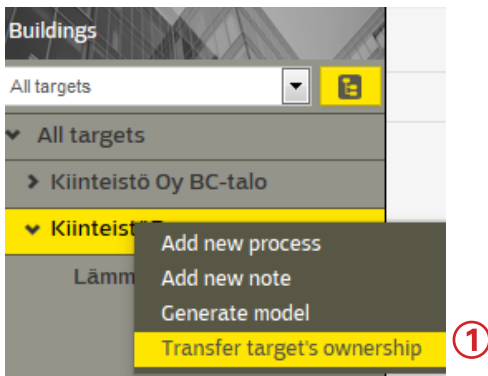 Buildings
All targets
All targets
Kiinteistö Oy BC-talo
Add new process
Add new note
Generate model
Transfer target's ownership
1